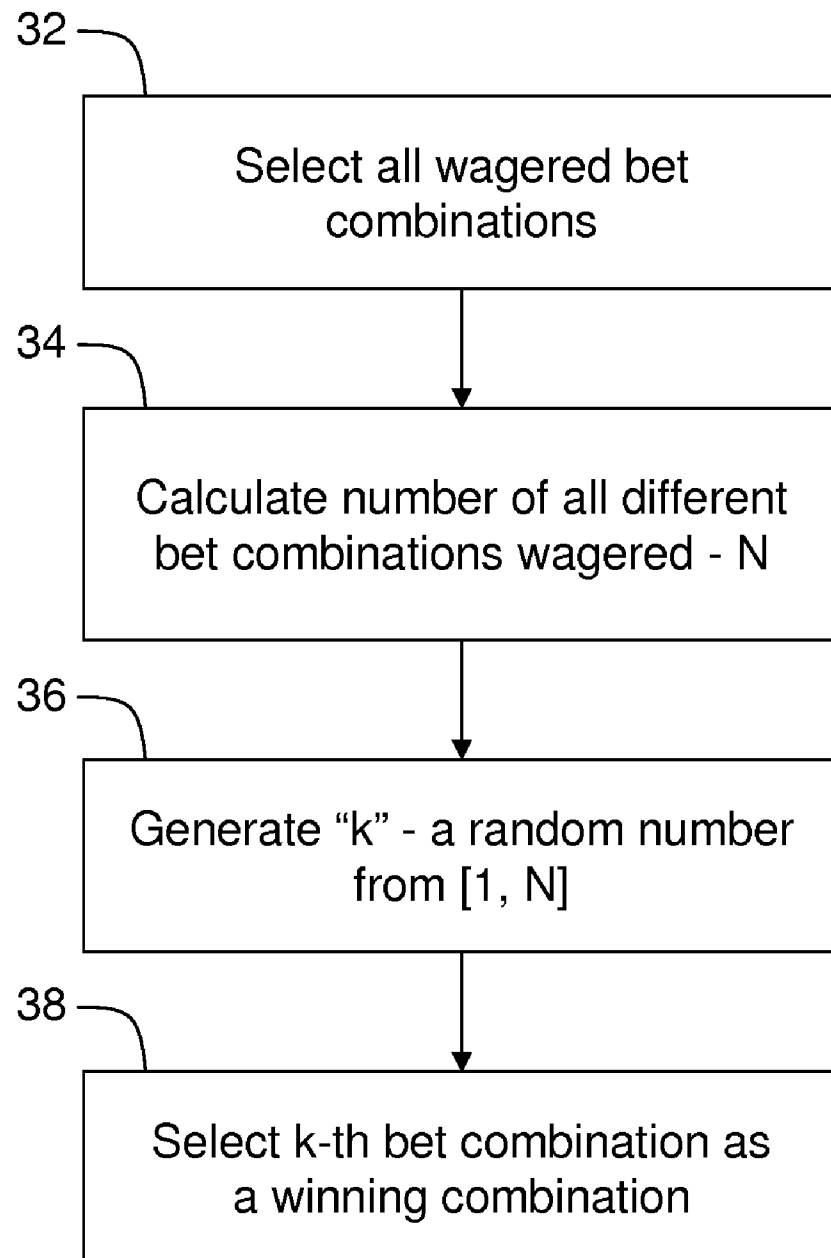 32
Select all wagered bet
combinations
34
Calculate number of all different
bet combinations wagered - N
36
Generate “k” - a random number
from [1, N]
38
Select k-th bet combination as
a winning combination